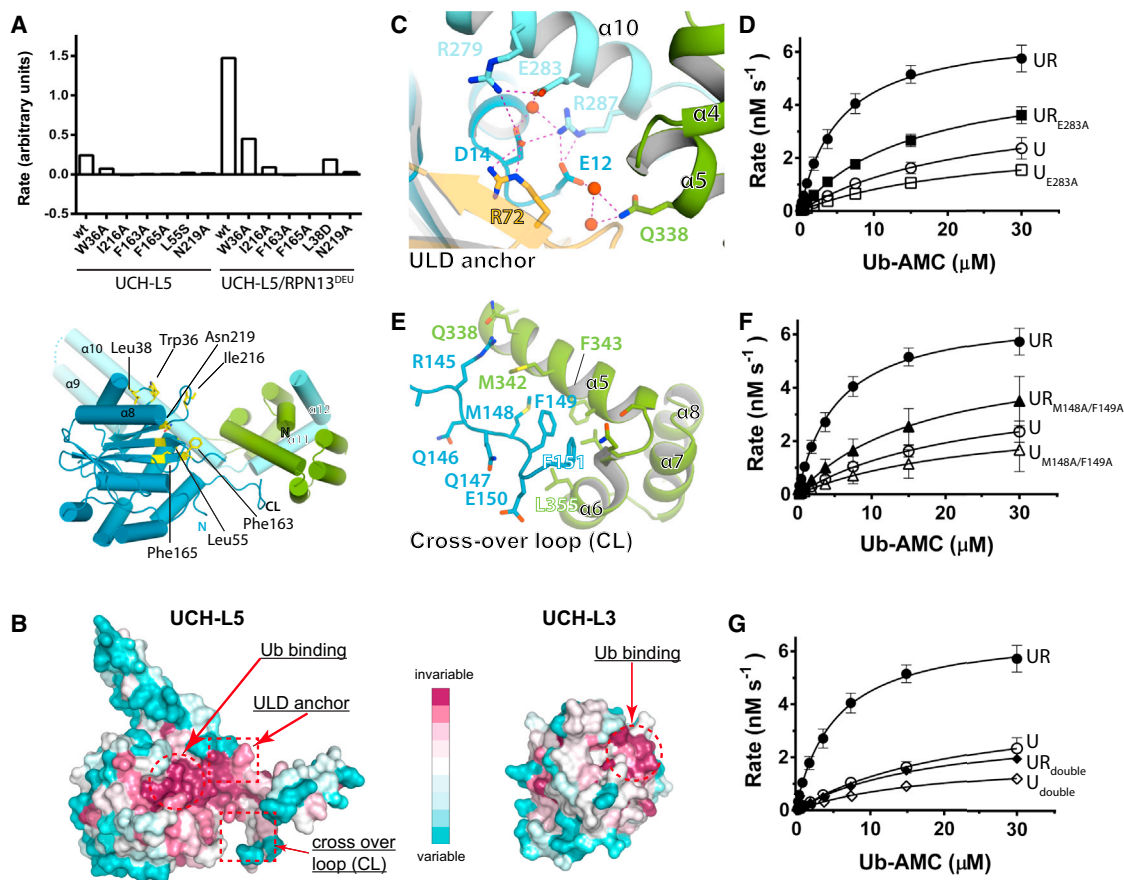 A
Rate (arbitrary units)
1.5
1.0
0.5
0.0
-0.5
wt
W36A
I216A
F163A
F165A
L55S
N219A
wt
W36A
I216A
F163A
F165A
L38D
N219A
UCH-L5
UCH-L5/RPN13DEU
α10
Leu38
Trp36
Asn219
Ile216
α9
α8
α12
N
α11
CL
N
Phe163
Phe165
Leu55
B
UCH-L5
UCH-L3
Ub binding
Ub binding
invariable
ULD anchor
cross over
loop (CL)
variable
C
α10
R279
E283
R287
α4
D14
E12
α5
R72
Q338
ULD anchor
D
Rate (nM s-1)
6
4
2
0
0
10
20
30
Ub-AMC (μM)
UR
URE283A
U
UE283A
E
Q338
F343
R145
α5
M342
M148
F149
α8
Q146
F151
α7
Q147
E150
L355
α6
Cross-over loop (CL)
F
Rate (nM s-1)
6
4
2
0
0
10
20
30
Ub-AMC (μM)
UR
URM148A/F149A
U
UM148A/F149A
G
Rate (nM s-1)
6
4
2
0
0
10
20
30
Ub-AMC (μM)
UR
U
URdouble
Udouble